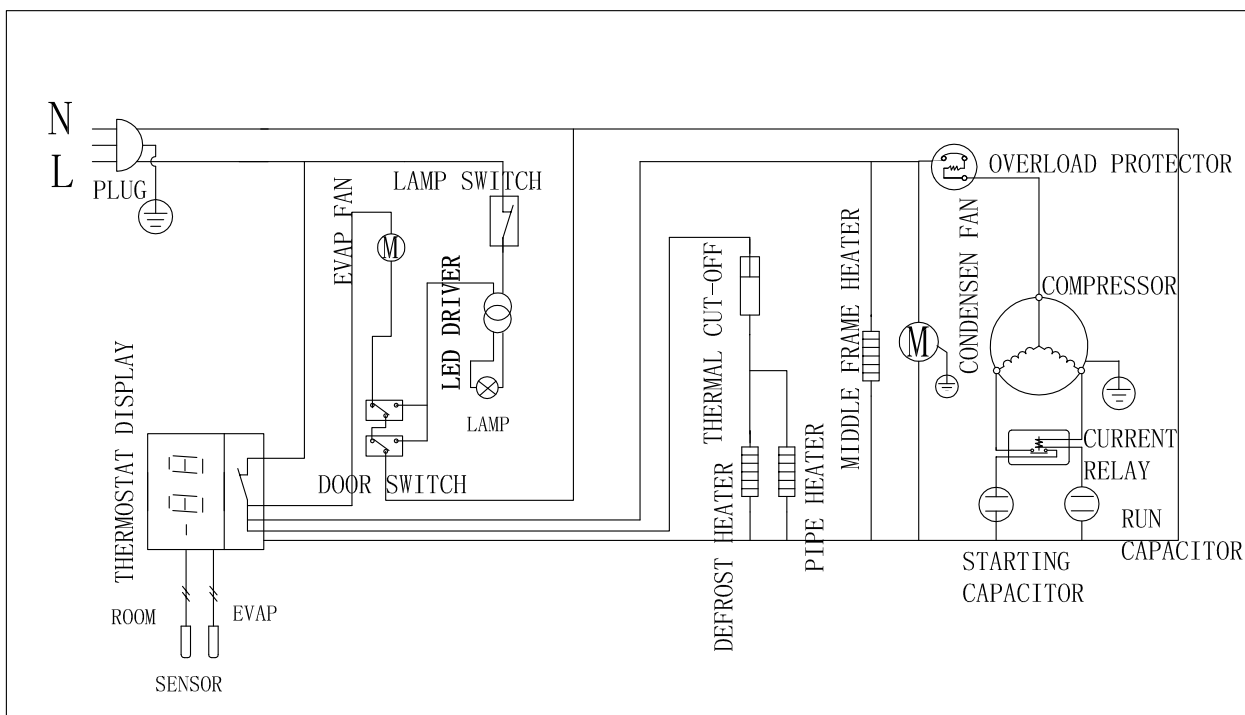 N
L
PLUG
LAMP SWITCH
EVAP FAN
M
LED DRIVER
LAMP
DOOR SWITCH
THERMOSTAT DISPLAY
ROOM
EVAP
SENSOR
THERMAL CUT-OFF
DEFROST HEATER
PIPE HEATER
MIDDLE FRAME HEATER
M
CONDENSEN FAN
OVERLOAD PROTECTOR
COMPRESSOR
CURRENT
RELAY
STARTING
CAPACITOR
RUN
CAPACITOR